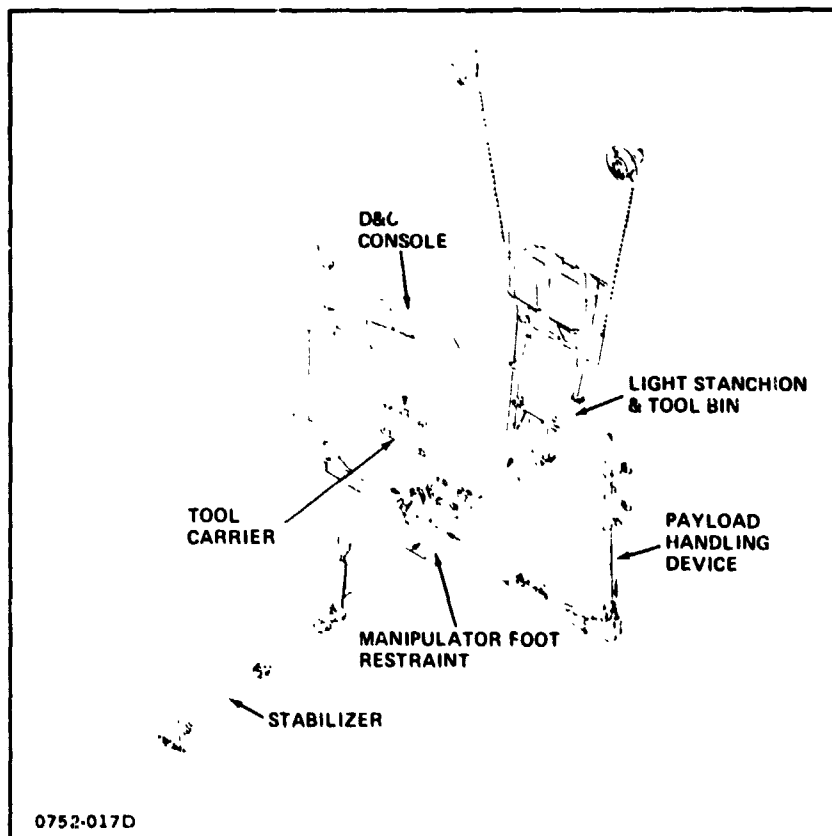 D&C
CONSOLE
LIGHT STANCHION
& TOOL BIN
TOOL
CARRIER
PAYLOAD
HANDLING
DEVICE
MANIPULATOR FOOT
RESTRAINT
STABILIZER
0752-017D